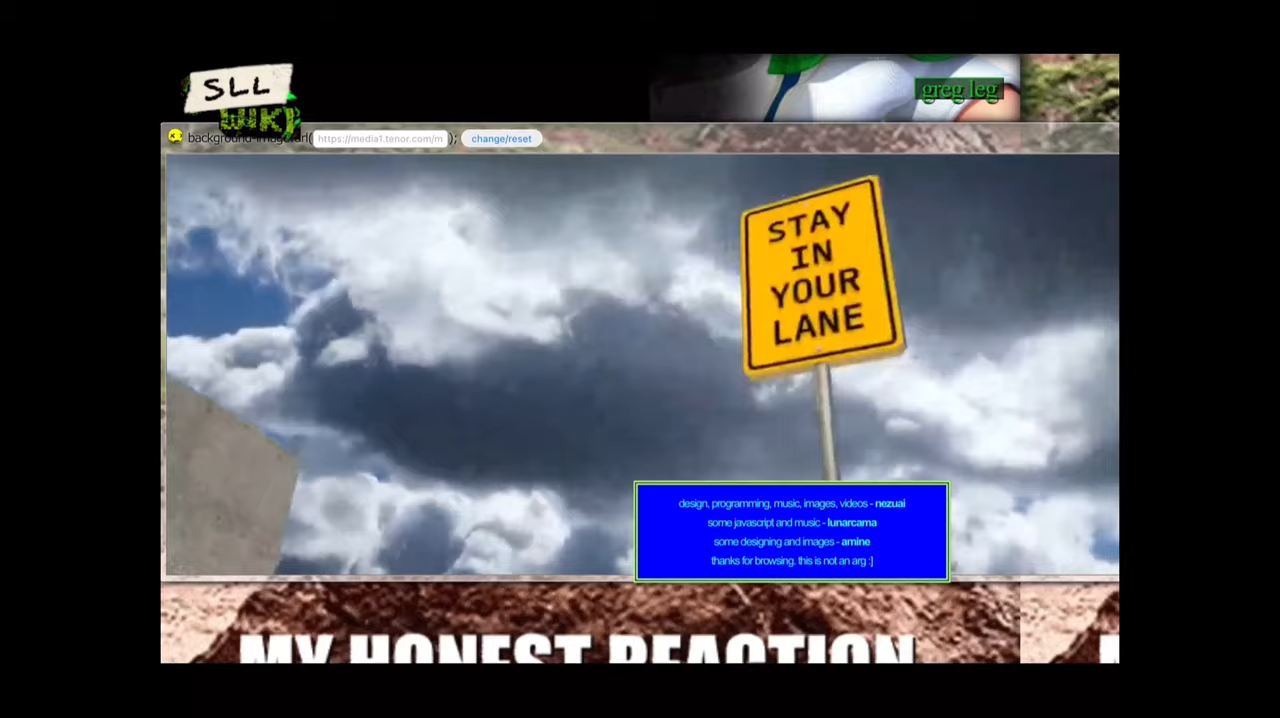 SLL
WIKI
greg leg
background-image: url( https://media1.tenor.com/m ); change/reset
STAY
IN
YOUR
LANE
design, programming, music, images, videos - nezuai
some javascript and music - lunarcama
some designing and images - amine
thanks for browsing. this is not an arg :]
MY HONEST REACTION